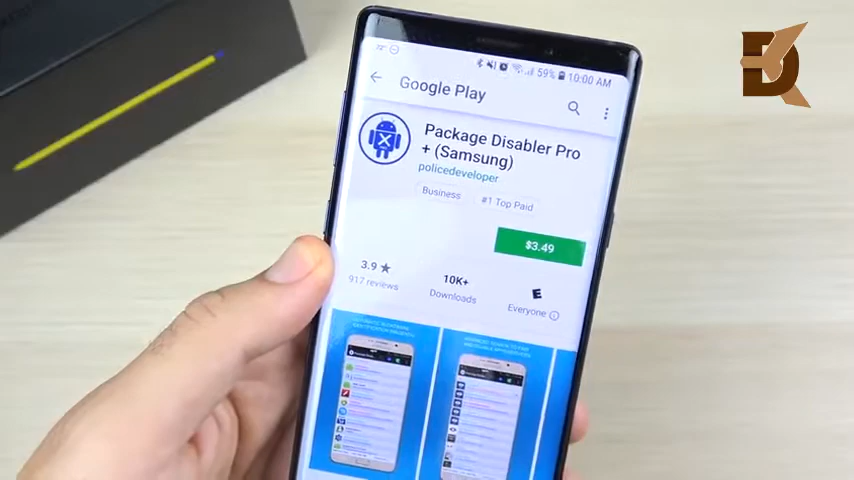 72°
59% 10:00 AM
Google Play
Package Disabler Pro
+ (Samsung)
policedeveloper
Business
#1 Top Paid
$3.49
3.9★
917 reviews
10K+
Downloads
E
Everyone